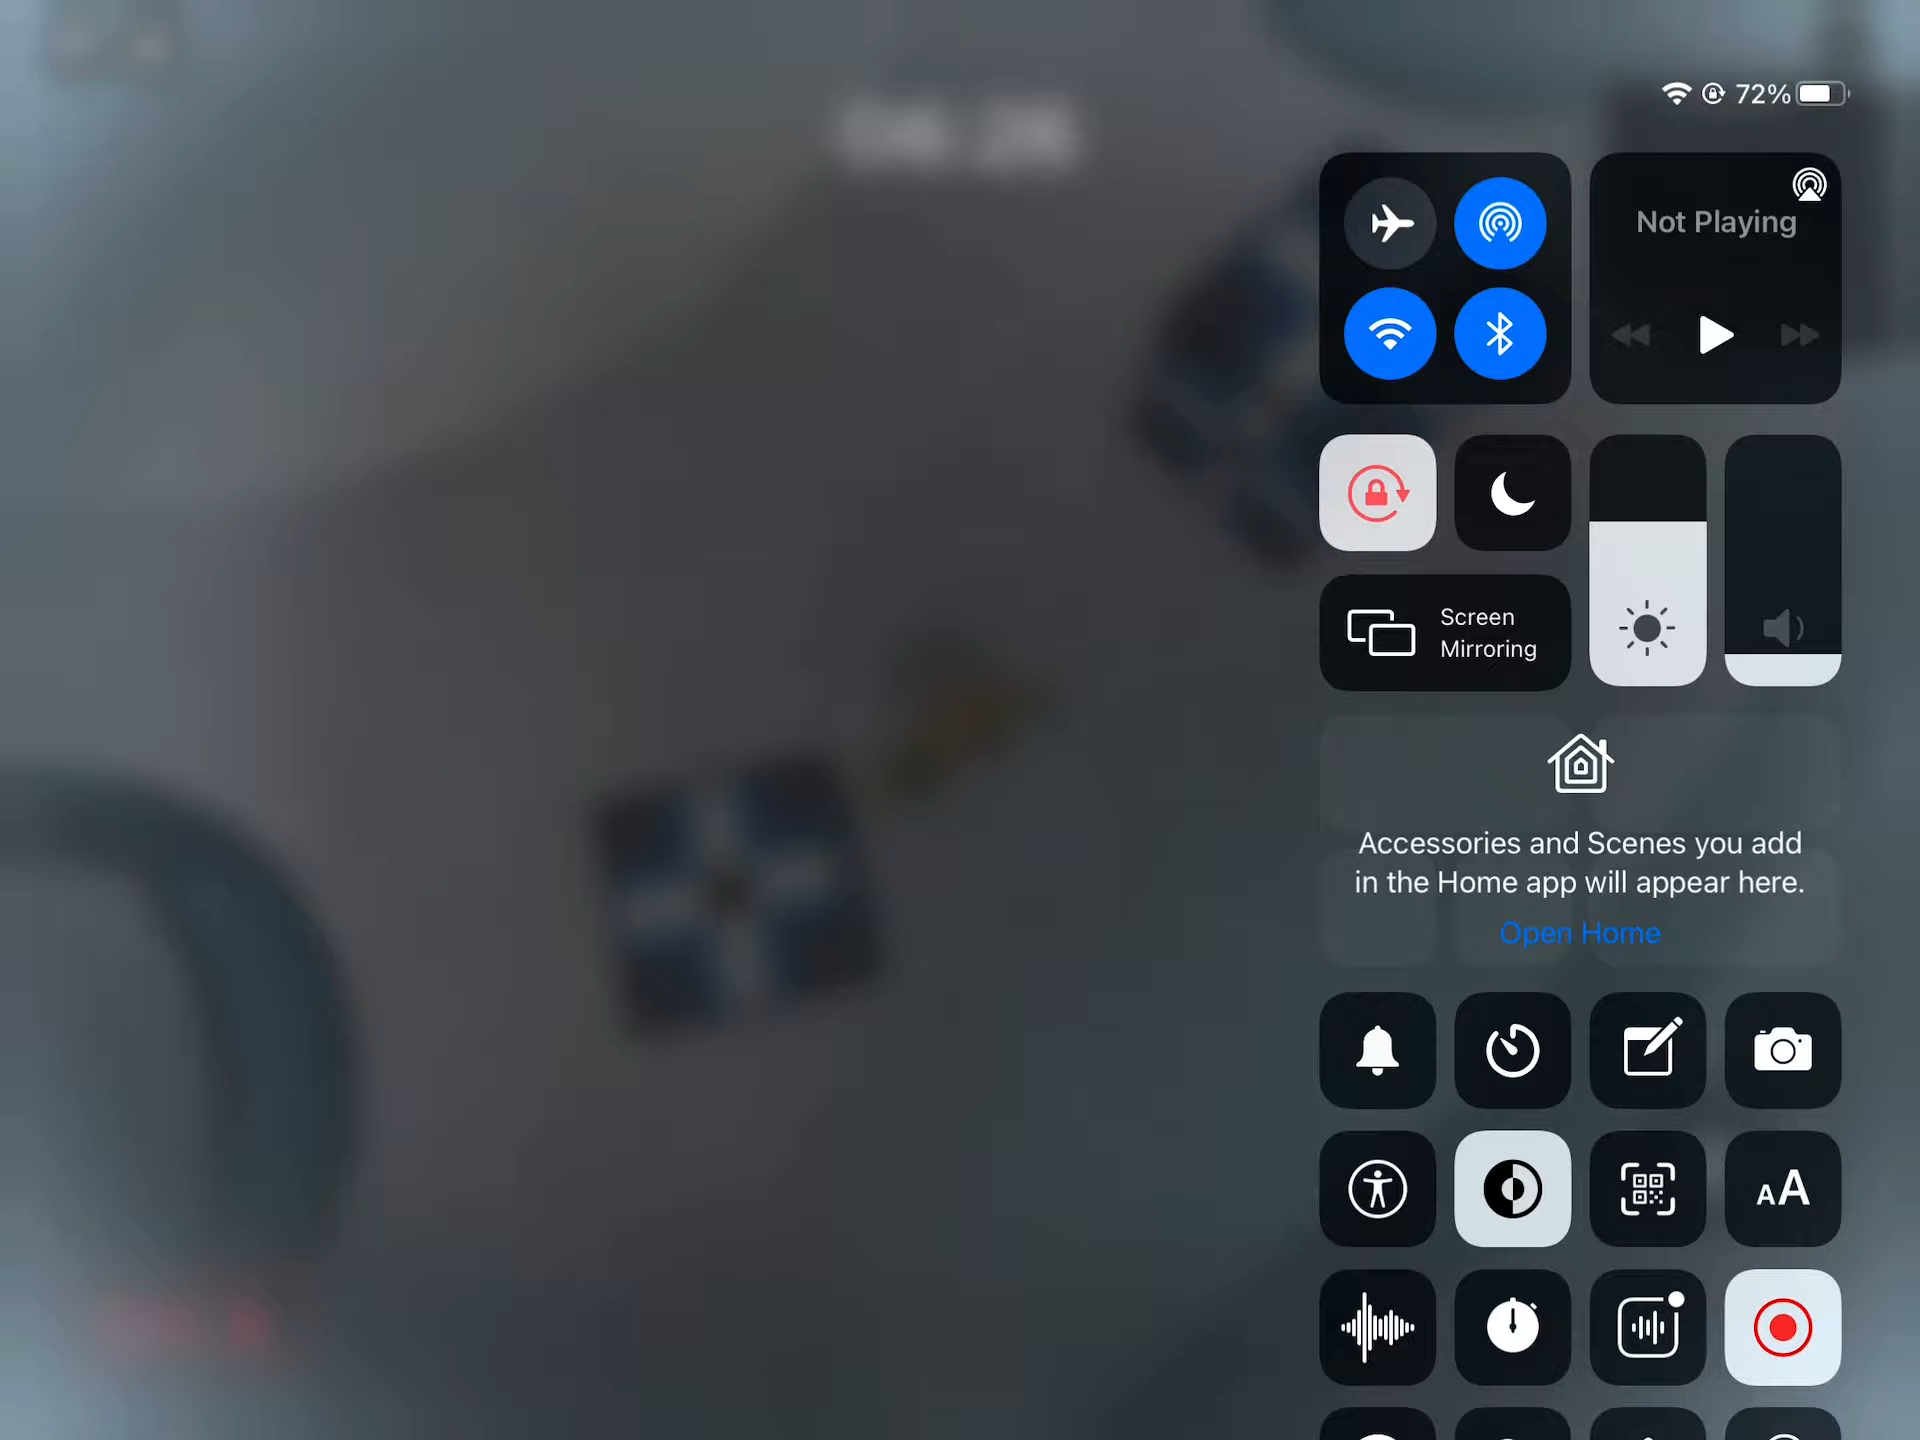 72%
Not Playing
Screen
Mirroring
Accessories and Scenes you add
in the Home app will appear here.
Open Home
AA